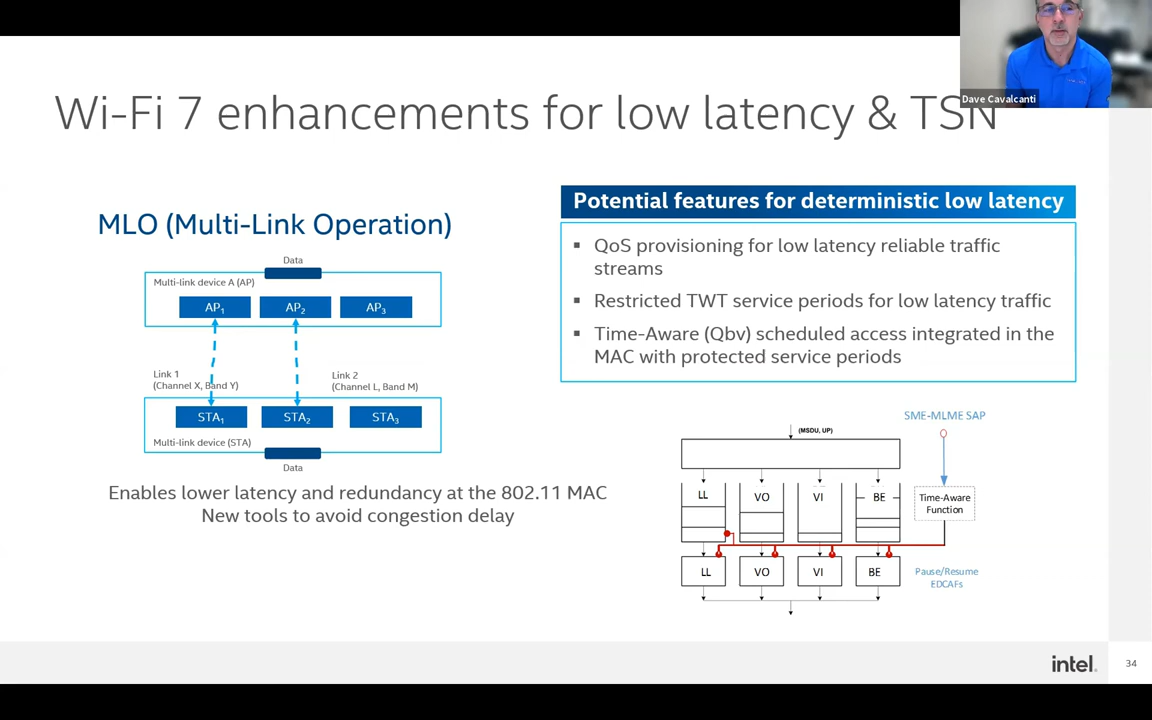 Dave Cavalcanti
Wi-Fi 7 enhancements for low latency & TSN
MLO (Multi-Link Operation)
Data
Multi-link device A (AP)
AP1
AP2
AP3
Link 1
(Channel X, Band Y)
Link 2
(Channel L, Band M)
STA1
STA2
STA3
Multi-link device (STA)
Data
Enables lower latency and redundancy at the 802.11 MAC
New tools to avoid congestion delay
Potential features for deterministic low latency
▪ QoS provisioning for low latency reliable traffic
streams
▪ Restricted TWT service periods for low latency traffic
▪ Time-Aware (Qbv) scheduled access integrated in the
MAC with protected service periods
SME-MLME SAP
(MSDU, UP)
LL
VO
VI
BE
Time-Aware
Function
LL
VO
VI
BE
Pause/Resume
EDCAFs
intel.
34